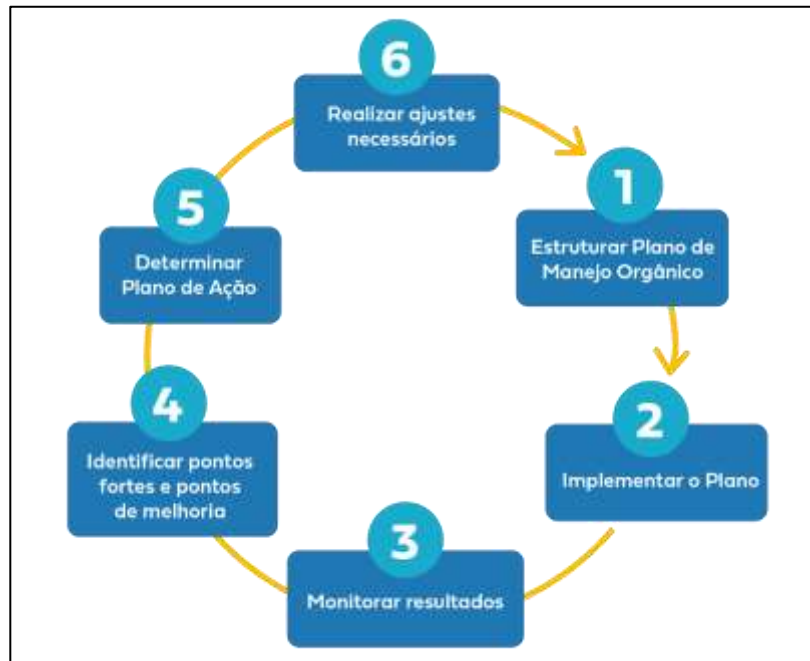 6
Realizar ajustes
necessários
1
Estruturar Plano de
Manejo Orgânico
2
Implementar o Plano
3
Monitorar resultados
4
Identificar pontos
fortes e pontos
de melhoria
5
Determinar
Plano de Ação